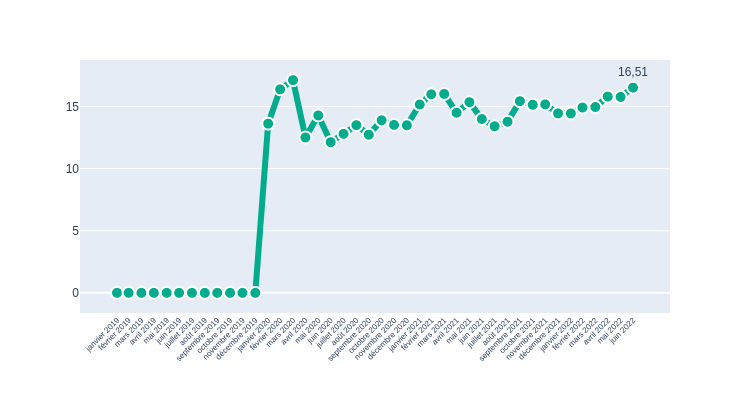 16,51
15
10
5
0
janvier 2019
février 2019
mars 2019
avril 2019
mai 2019
juin 2019
juillet 2019
août 2019
septembre 2019
octobre 2019
novembre 2019
décembre 2019
janvier 2020
février 2020
mars 2020
avril 2020
mai 2020
juin 2020
juillet 2020
août 2020
septembre 2020
octobre 2020
novembre 2020
décembre 2020
janvier 2021
février 2021
mars 2021
avril 2021
mai 2021
juin 2021
juillet 2021
août 2021
septembre 2021
octobre 2021
novembre 2021
décembre 2021
janvier 2022
février 2022
mars 2022
avril 2022
mai 2022
juin 2022